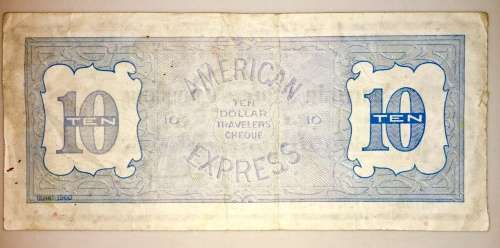 AMERICAN
TEN
DOLLAR
TRAVELERS
CHEQUE
EXPRESS
10
TEN
10
10
10
TEN